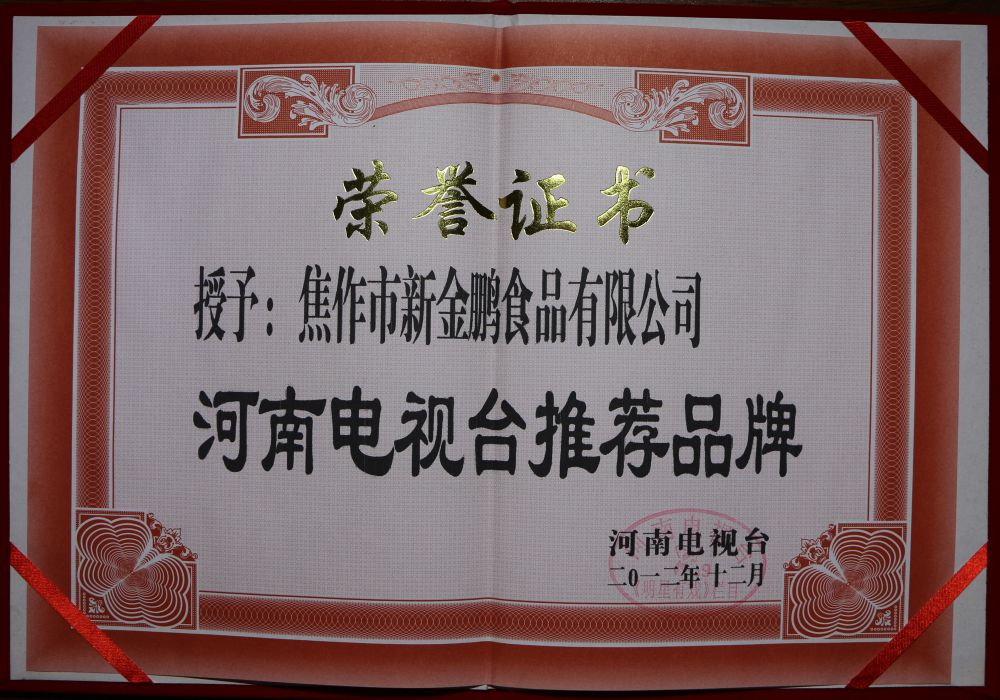 荣誉证书
授予：焦作市新金鹏食品有限公司
河南电视台推荐品牌
河南电视台
二0一二年十二月